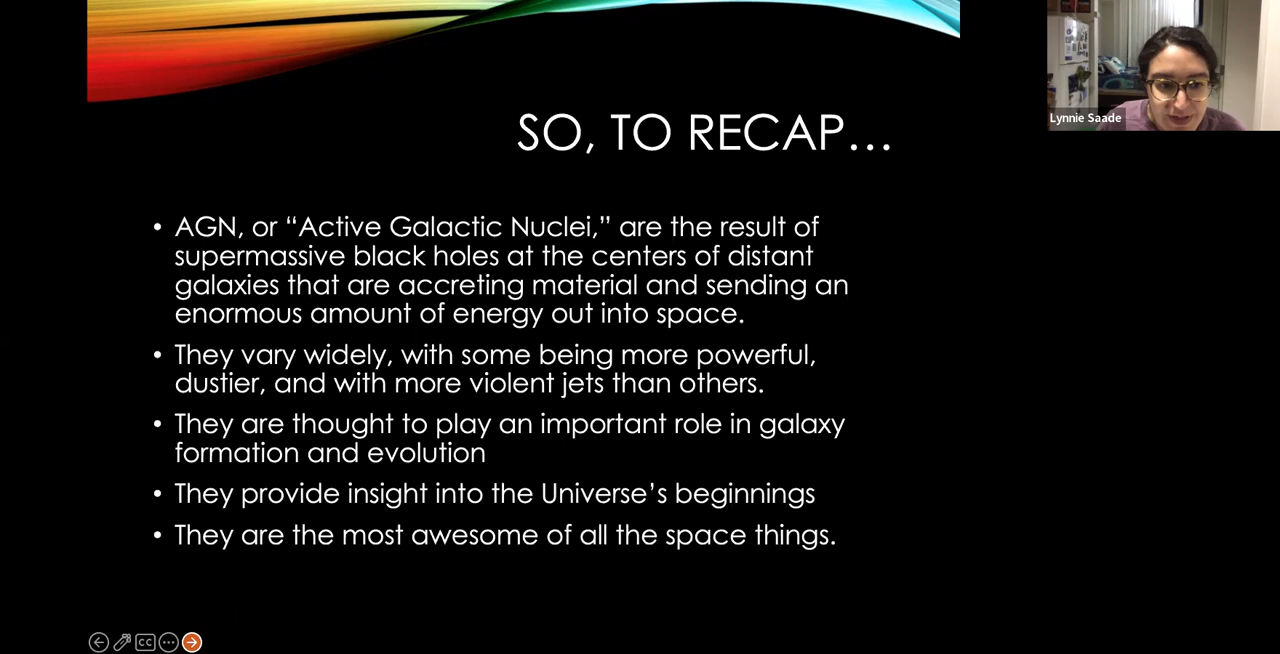 Lynnie Saade
SO, TO RECAP…
• AGN, or “Active Galactic Nuclei,” are the result of
supermassive black holes at the centers of distant
galaxies that are accreting material and sending an
enormous amount of energy out into space.
• They vary widely, with some being more powerful,
dustier, and with more violent jets than others.
• They are thought to play an important role in galaxy
formation and evolution
• They provide insight into the Universe’s beginnings
• They are the most awesome of all the space things.
CC